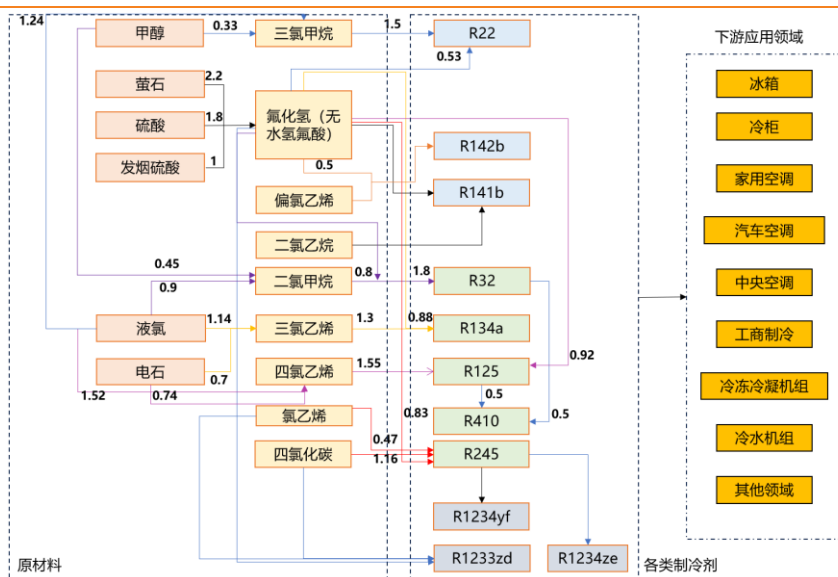 1.24
甲醇
0.33
三氯甲烷
1.5
R22
下游应用领域
0.53
萤石
2.2
冰箱
氟化氢（无
水氢氟酸）
硫酸
1.8
冷柜
R142b
发烟硫酸
1
0.5
家用空调
偏氯乙烯
R141b
汽车空调
二氯乙烷
0.45
二氯甲烷
0.8
1.8
R32
中央空调
0.9
液氯
1.14
三氯乙烯
1.3
0.88
R134a
工商制冷
电石
0.7
四氯乙烯
1.55
R125
0.92
冷冻冷凝机组
1.52
0.74
0.5
氯乙烯
0.83
R410
0.5
冷水机组
0.47
四氯化碳
1.16
R245
其他领域
R1234yf
原材料
R1233zd
R1234ze
各类制冷剂